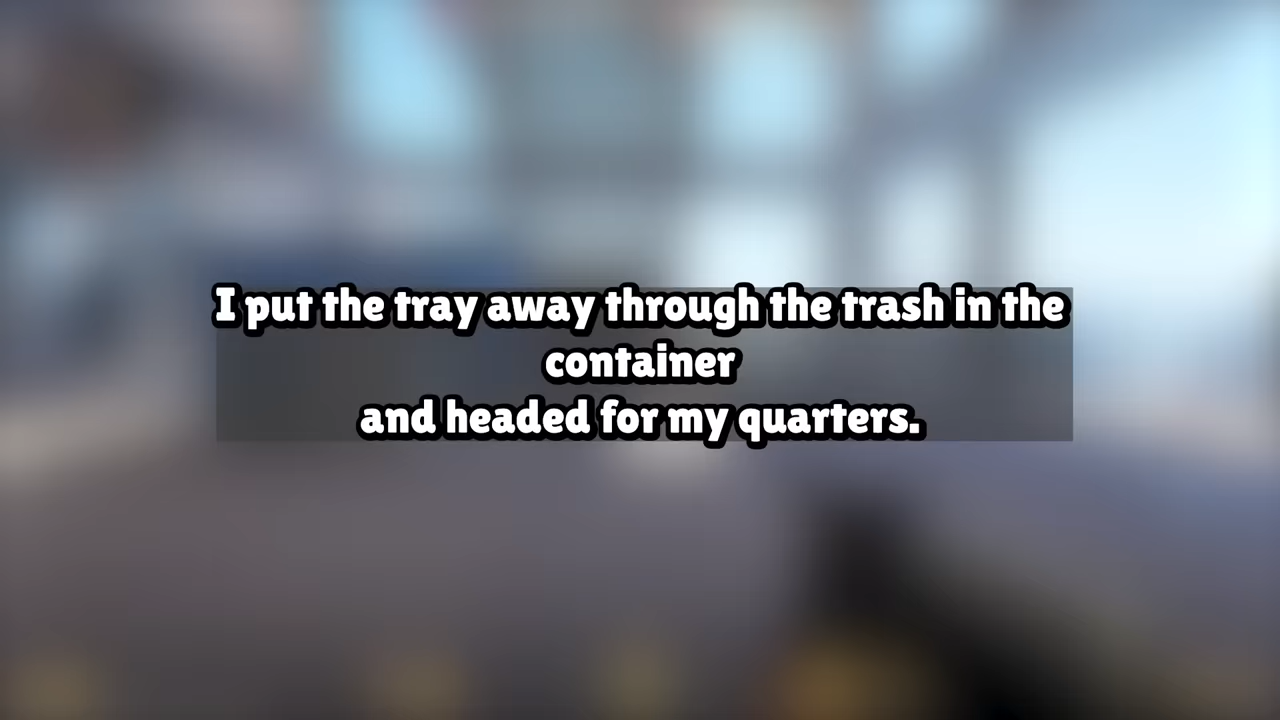 I put the tray away through the trash in the
container
and headed for my quarters.